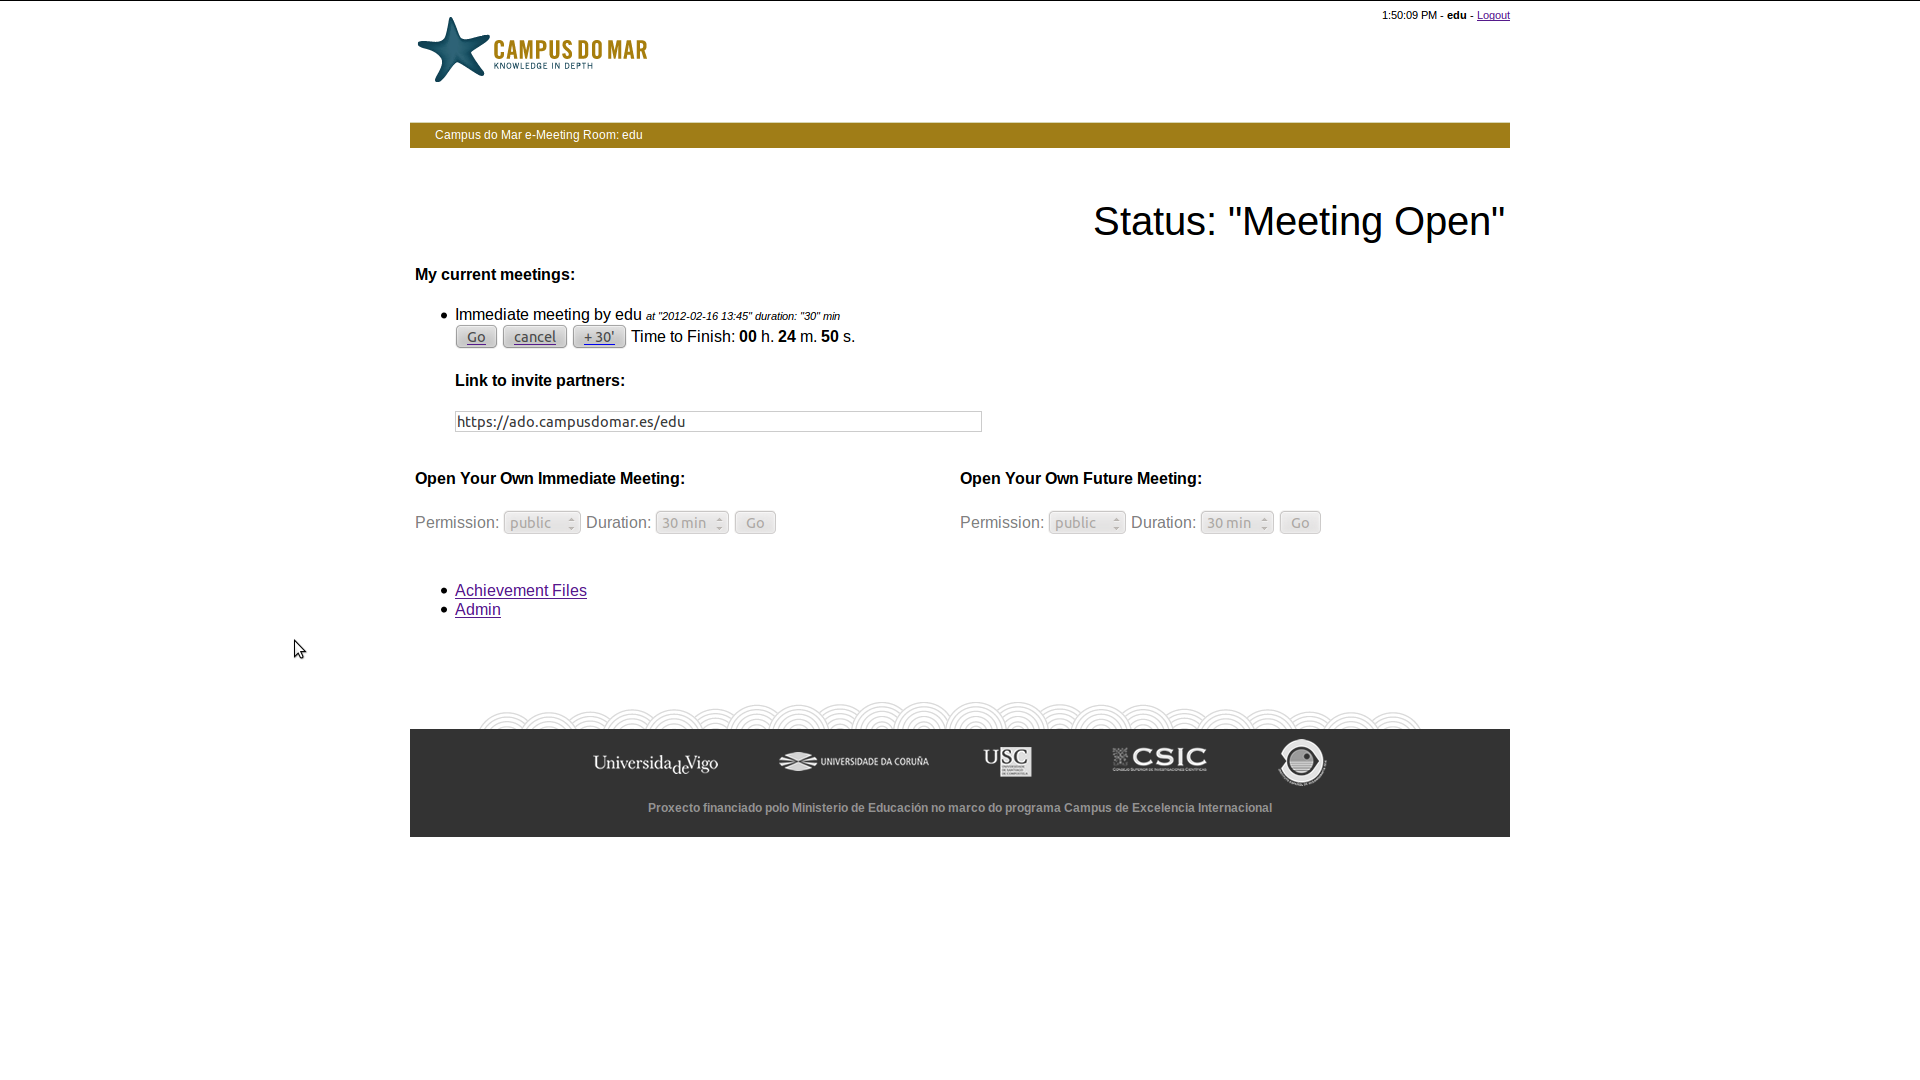 1:50:09 PM - edu - Logout
CAMPUS DO MAR
KNOWLEDGE IN DEPTH
Campus do Mar e-Meeting Room: edu
Status: "Meeting Open"
My current meetings:
Immediate meeting by edu at "2012-02-16 13:45" duration: "30" min
Go cancel + 30' Time to Finish: 00 h. 24 m. 50 s.
Link to invite partners:
https://ado.campusdomar.es/edu
Open Your Own Immediate Meeting: Open Your Own Future Meeting:
Permission: public Duration: 30 min Go Permission: public Duration: 30 min Go
Achievement Files
Admin
UniversidadeVigo UNIVERSIDADE DA CORUÑA USC CSIC
Proxecto financiado polo Ministerio de Educación no marco do programa Campus de Excelencia Internacional